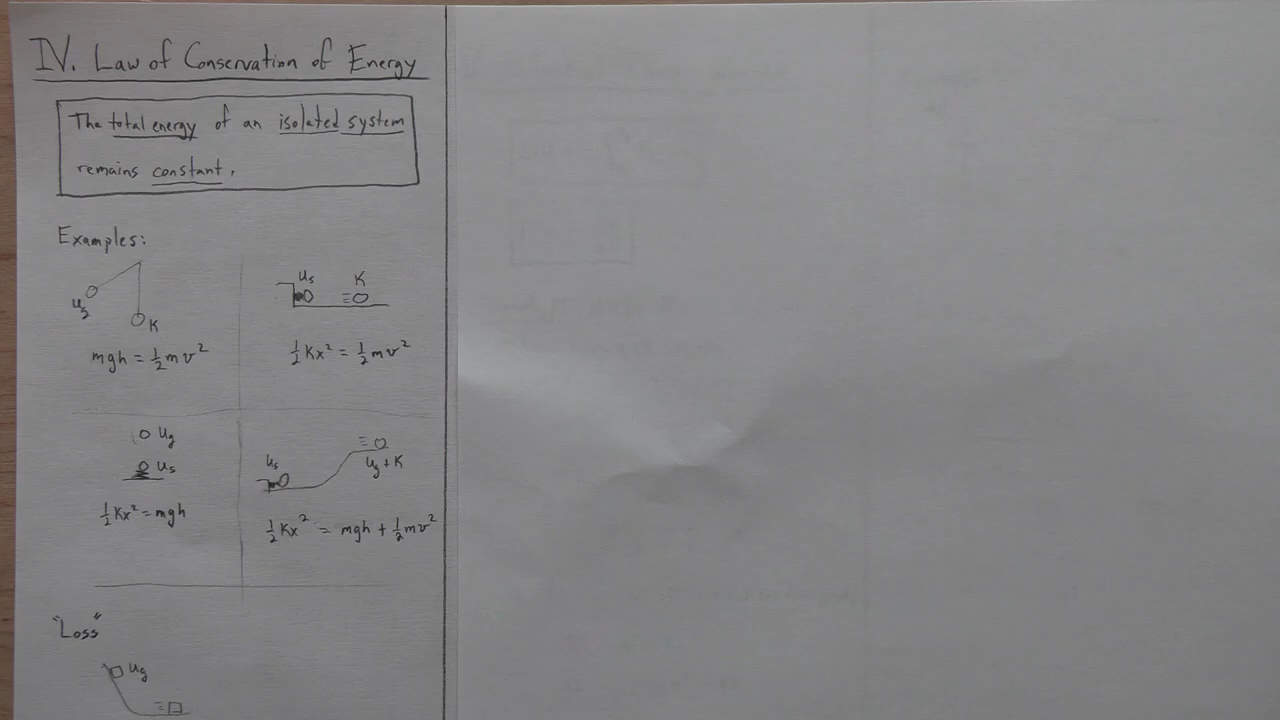 IV. Law of Conservation of Energy
The total energy of an isolated system
remains constant.
Examples:
Ug
K
mgh = ½mv²
Us K
½Kx² = ½mv²
Ug
Us
½Kx² = mgh
Us
Ug + K
½Kx² = mgh + ½mv²
"Loss"
Ug